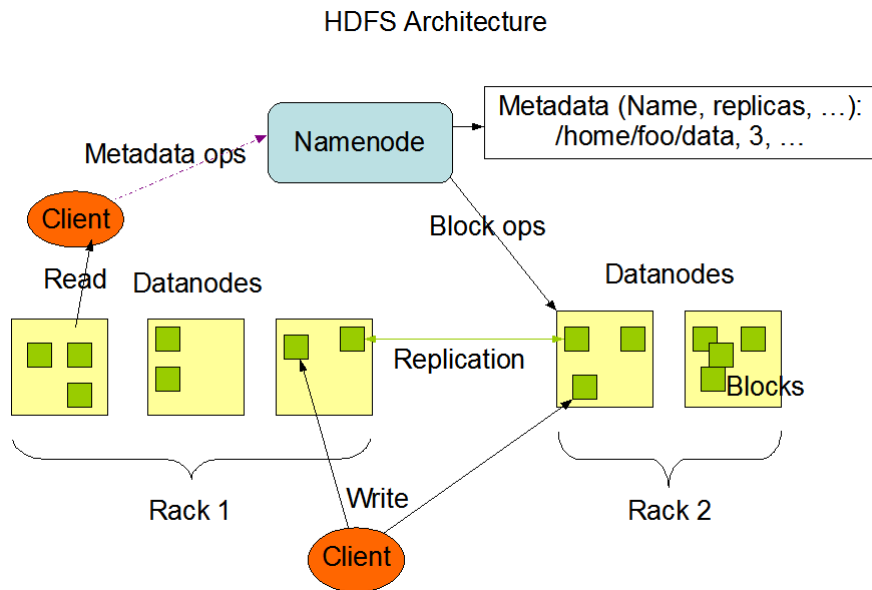 HDFS Architecture
Metadata (Name, replicas, …):
/home/foo/data, 3, …
Namenode
Metadata ops
Client
Block ops
Read
Datanodes
Datanodes
Replication
Blocks
Rack 1
Write
Rack 2
Client